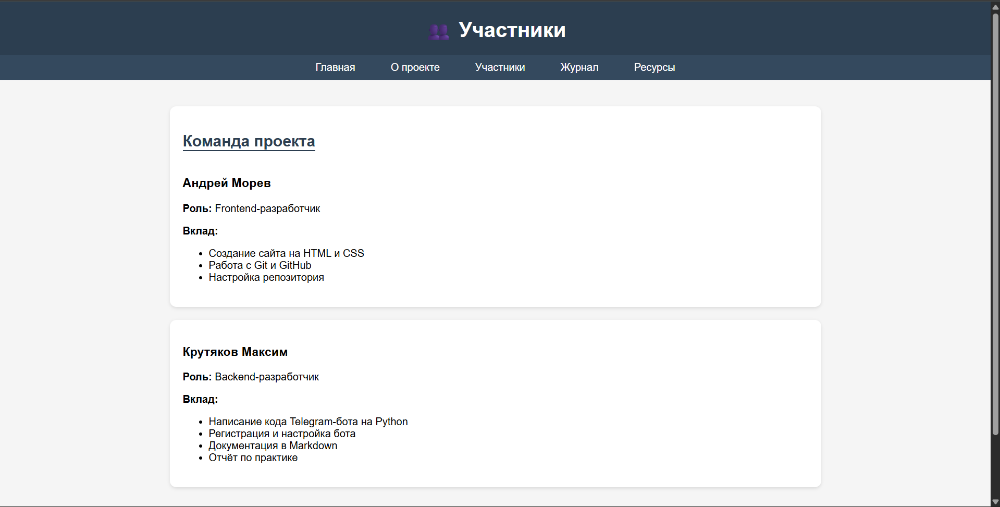 Участники
Главная О проекте Участники Журнал Ресурсы
Команда проекта
Андрей Морев
Роль: Frontend-разработчик
Вклад:
• Создание сайта на HTML и CSS
• Работа с Git и GitHub
• Настройка репозитория
Крутяков Максим
Роль: Backend-разработчик
Вклад:
• Написание кода Telegram-бота на Python
• Регистрация и настройка бота
• Документация в Markdown
• Отчёт по практике